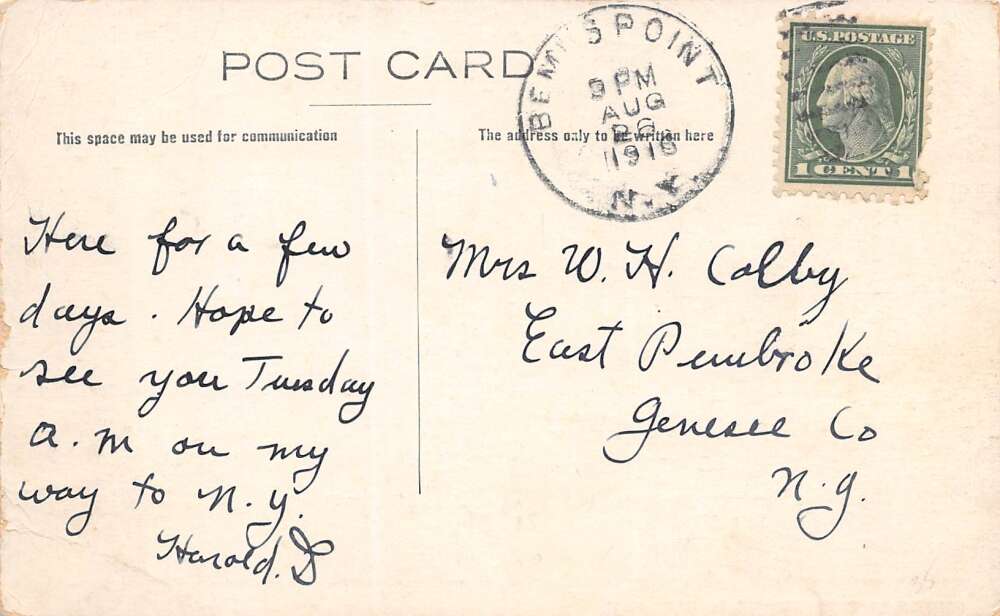 POST CARD
BEMUS POINT
9 PM
AUG
26
N.Y.
U.S. POSTAGE
1 CENT 1
This space may be used for communication
The address only to be written here
Here for a few
days. Hope to
see you Tuesday
a.m on my
way to N.Y.
Harold. D
Mrs W. H. Colby
East Pembroke
Genesee Co
N.Y.